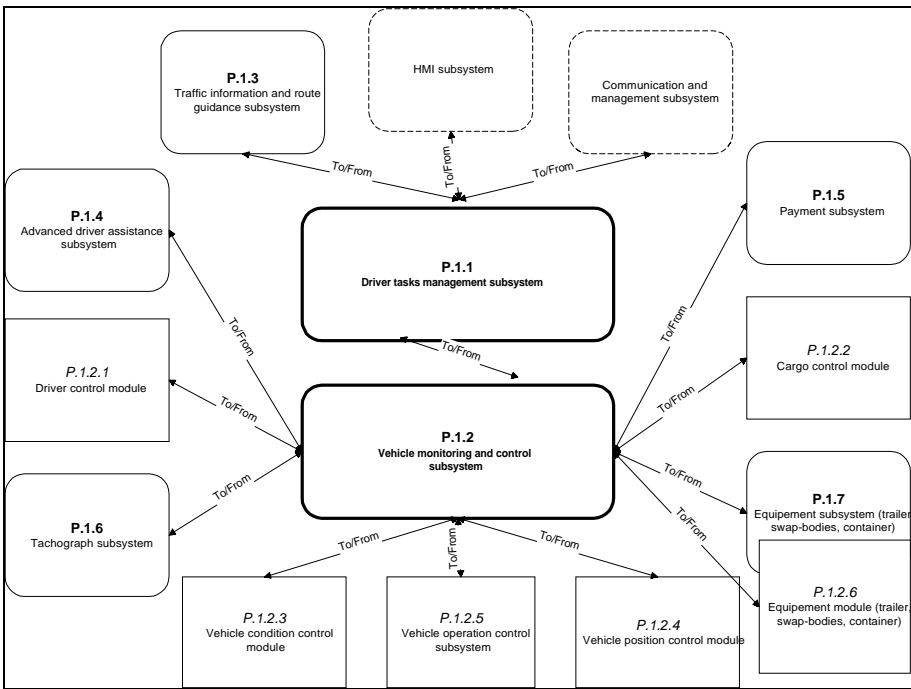 P.1.3
Traffic information and route
guidance subsystem
HMI subsystem
Communication and
management subsystem
To/From
To/From
To/From
P.1.4
Advanced driver assistance
subsystem
P.1.5
Payment subsystem
P.1.1
Driver tasks management subsystem
To/From
To/From
To/From
P.1.2.1
Driver control module
P.1.2.2
Cargo control module
To/From
To/From
P.1.2
Vehicle monitoring and control
subsystem
To/From
To/From
To/From
P.1.6
Tachograph subsystem
P.1.7
Equipement subsystem (trailer,
swap-bodies, container)
To/From
To/From
To/From
P.1.2.3
Vehicle condition control
module
P.1.2.5
Vehicle operation control
subsystem
P.1.2.4
Vehicle position control module
P.1.2.6
Equipement module (trailer,
swap-bodies, container)